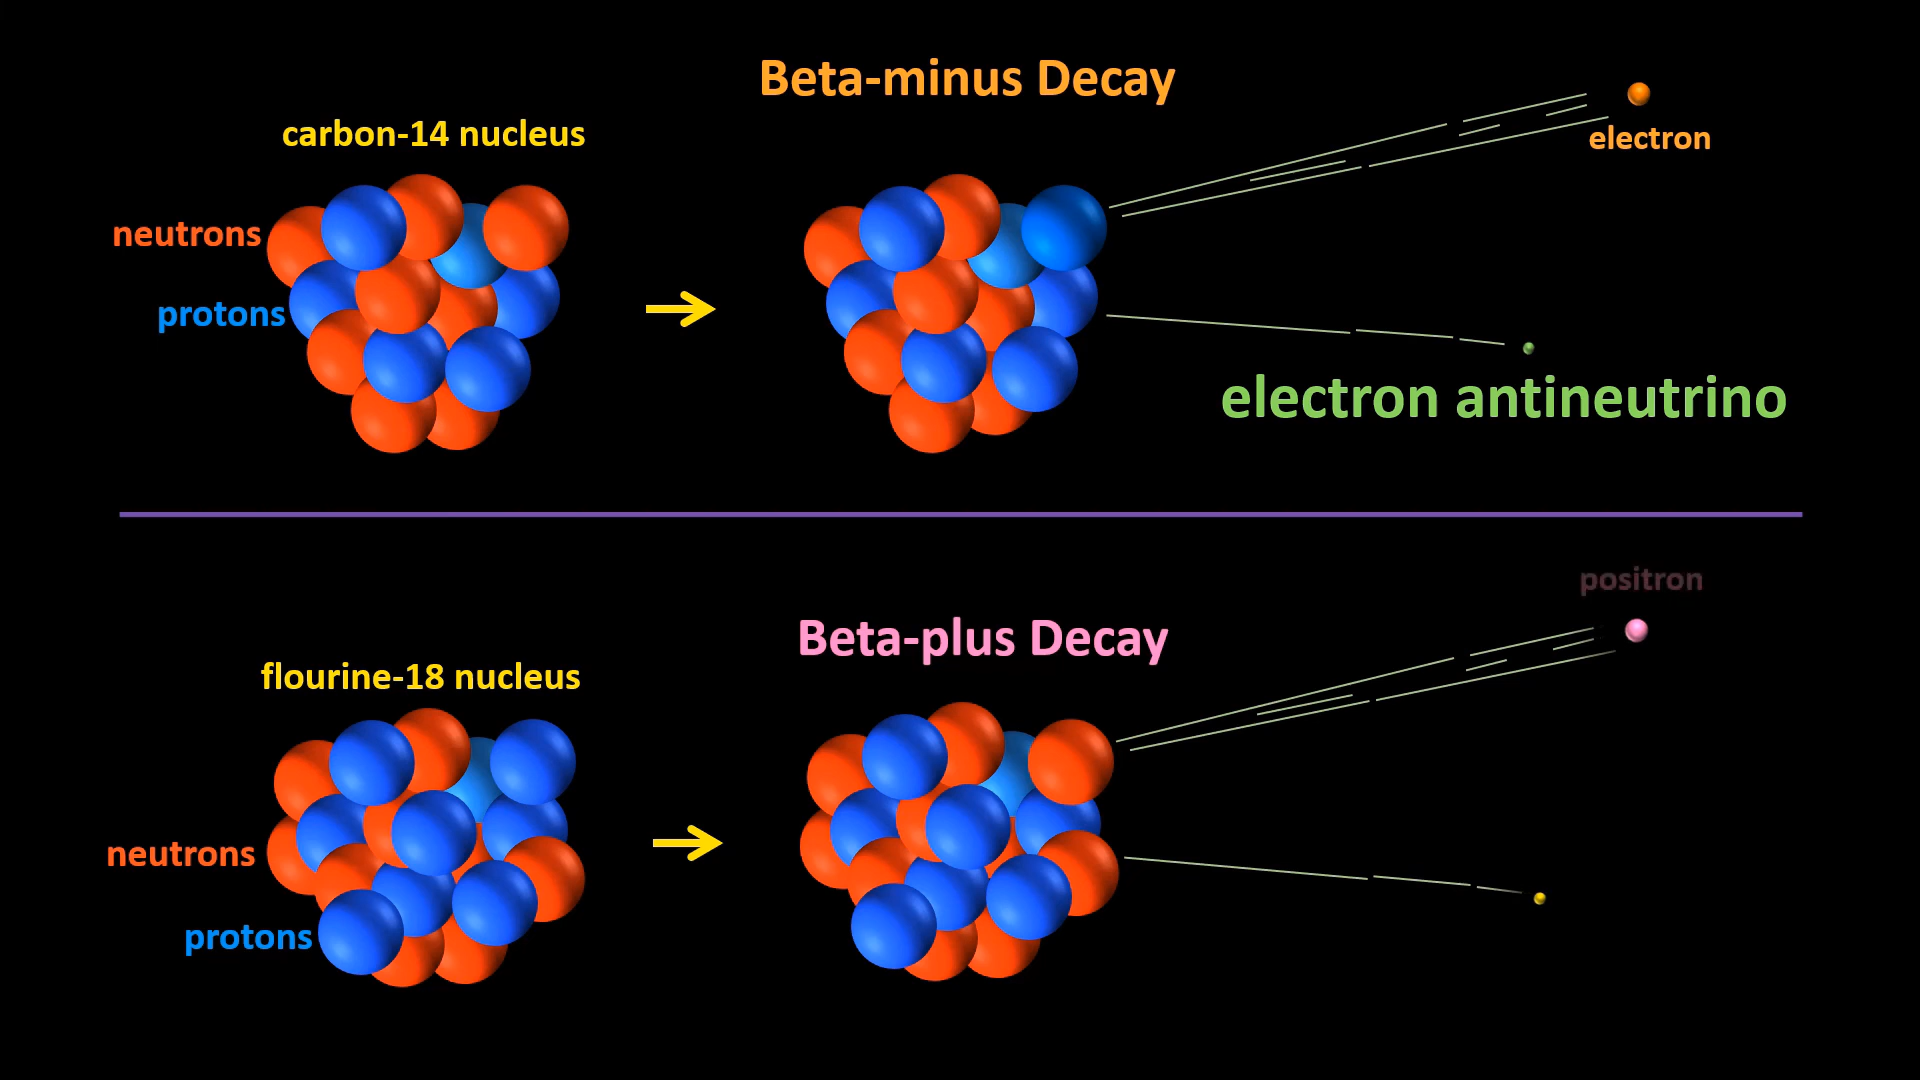 Beta-minus Decay
carbon-14 nucleus
electron
neutrons
protons
electron antineutrino
positron
Beta-plus Decay
flourine-18 nucleus
neutrons
protons